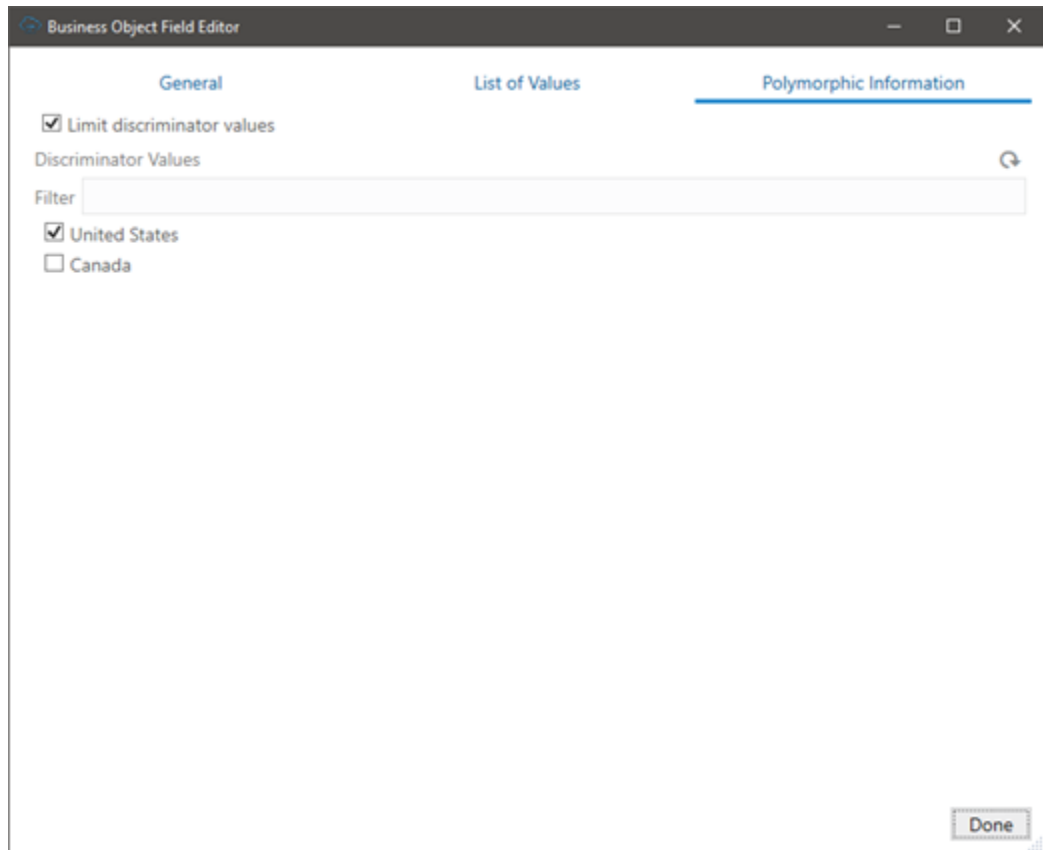 Business Object Field Editor
General List of Values Polymorphic Information
Limit discriminator values
Discriminator Values
Filter
United States
Canada
Done